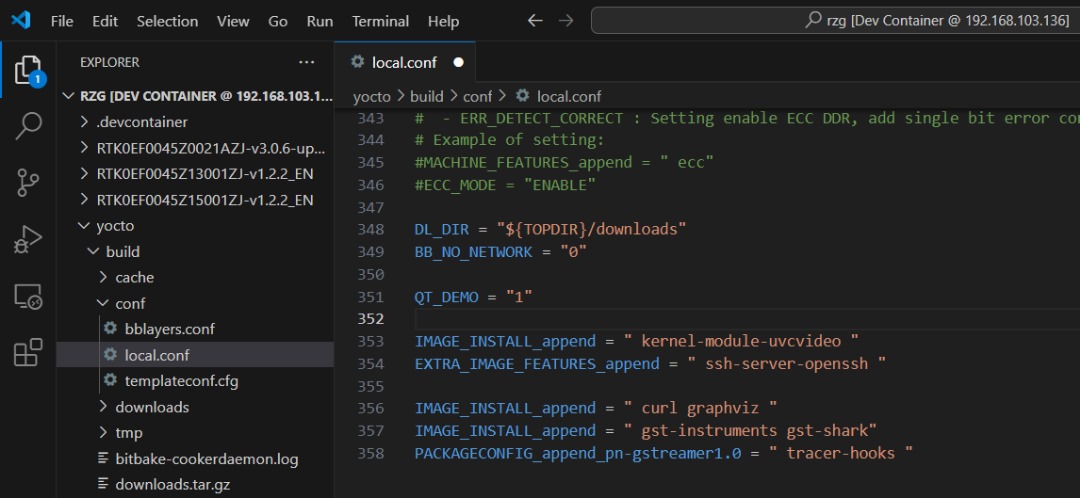 File Edit Selection View Go Run Terminal Help
rzg [Dev Container @ 192.168.103.136]
EXPLORER ···
1
RZG [DEV CONTAINER @ 192.168.103.1...
.devcontainer
RTK0EF0045Z0021AZJ-v3.0.6-up...
RTK0EF0045Z13001ZJ-v1.2.2_EN
RTK0EF0045Z15001ZJ-v1.2.2_EN
yocto
build
cache
conf
bblayers.conf
local.conf
templateconf.cfg
downloads
tmp
bitbake-cookerdaemon.log
downloads.tar.gz
local.conf
yocto > build > conf > local.conf
343 #  - ERR_DETECT_CORRECT : Setting enable ECC DDR, add single bit error
344 # Example of setting:
345 #MACHINE_FEATURES_append = " ecc"
346 #ECC_MODE = "ENABLE"
347
348 DL_DIR = "${TOPDIR}/downloads"
349 BB_NO_NETWORK = "0"
350
351 QT_DEMO = "1"
352
353 IMAGE_INSTALL_append = " kernel-module-uvcvideo "
354 EXTRA_IMAGE_FEATURES_append = " ssh-server-openssh "
355
356 IMAGE_INSTALL_append = " curl graphviz "
357 IMAGE_INSTALL_append = " gst-instruments gst-shark"
358 PACKAGECONFIG_append_pn-gstreamer1.0 = " tracer-hooks "